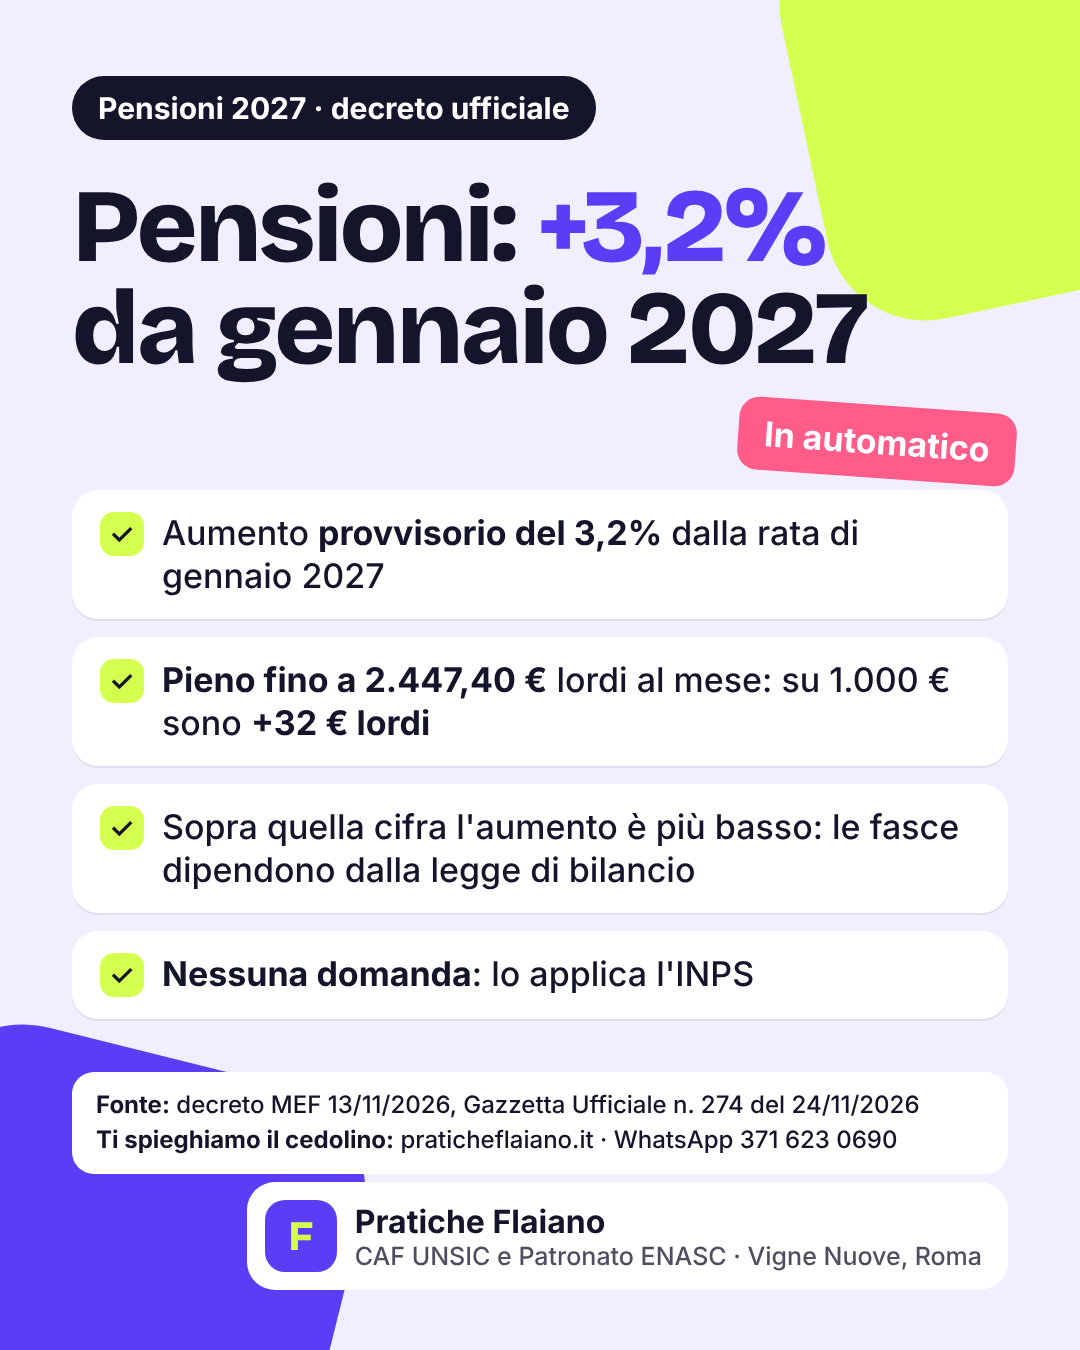 Pensioni 2027 · decreto ufficiale
Pensioni: +3,2%
da gennaio 2027
In automatico
Aumento provvisorio del 3,2% dalla rata di
gennaio 2027
Pieno fino a 2.447,40 € lordi al mese: su 1.000 €
sono +32 € lordi
Sopra quella cifra l'aumento è più basso: le fasce
dipendono dalla legge di bilancio
Nessuna domanda: lo applica l'INPS
Fonte: decreto MEF 13/11/2026, Gazzetta Ufficiale n. 274 del 24/11/2026
Ti spieghiamo il cedolino: praticheflaiano.it · WhatsApp 371 623 0690
F
Pratiche Flaiano
CAF UNSIC e Patronato ENASC · Vigne Nuove, Roma